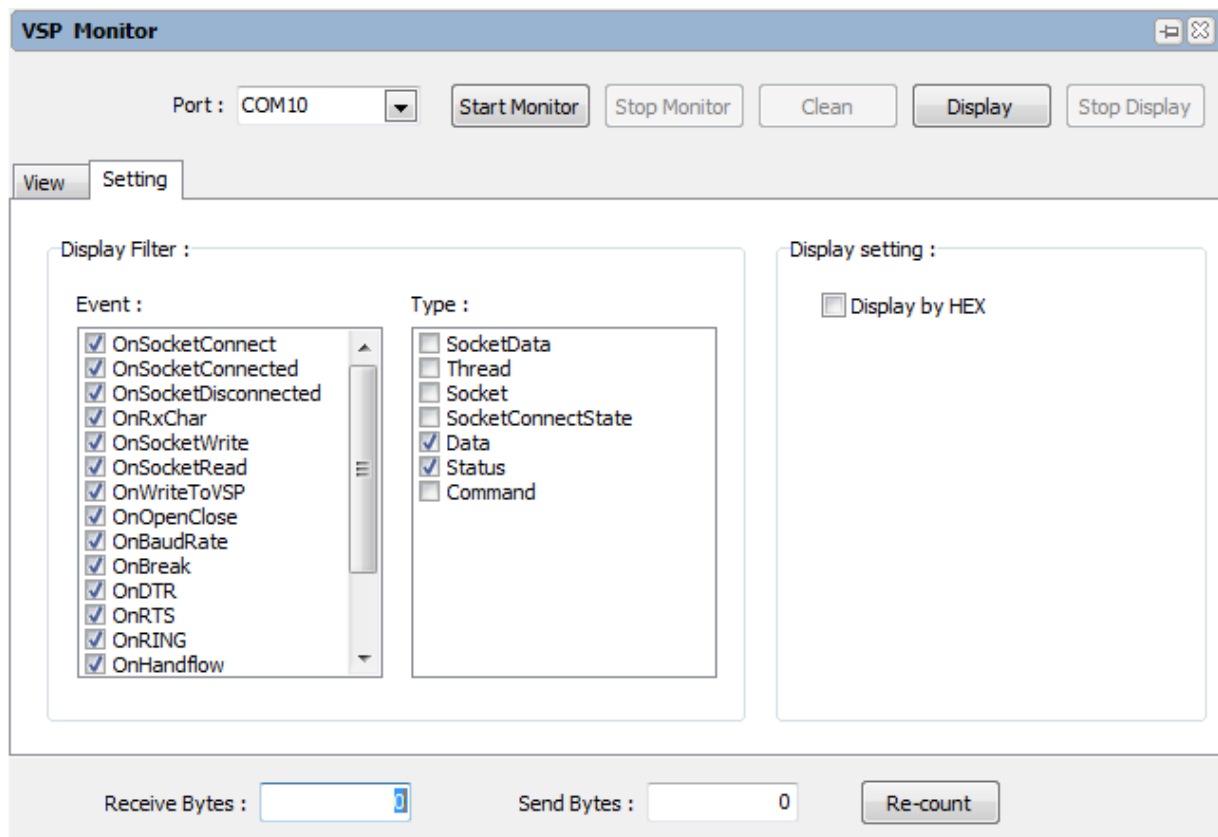 VSP Monitor
Port : COM10 Start Monitor Stop Monitor Clean Display Stop Display
View Setting
Display Filter : Display setting :
Event : Type : Display by HEX
OnSocketConnect SocketData
OnSocketConnected Thread
OnSocketDisconnected Socket
OnRxChar SocketConnectState
OnSocketWrite Data
OnSocketRead Status
OnWriteToVSP Command
OnOpenClose
OnBaudRate
OnBreak
OnDTR
OnRTS
OnRING
OnHandflow
Receive Bytes : 0 Send Bytes : 0 Re-count